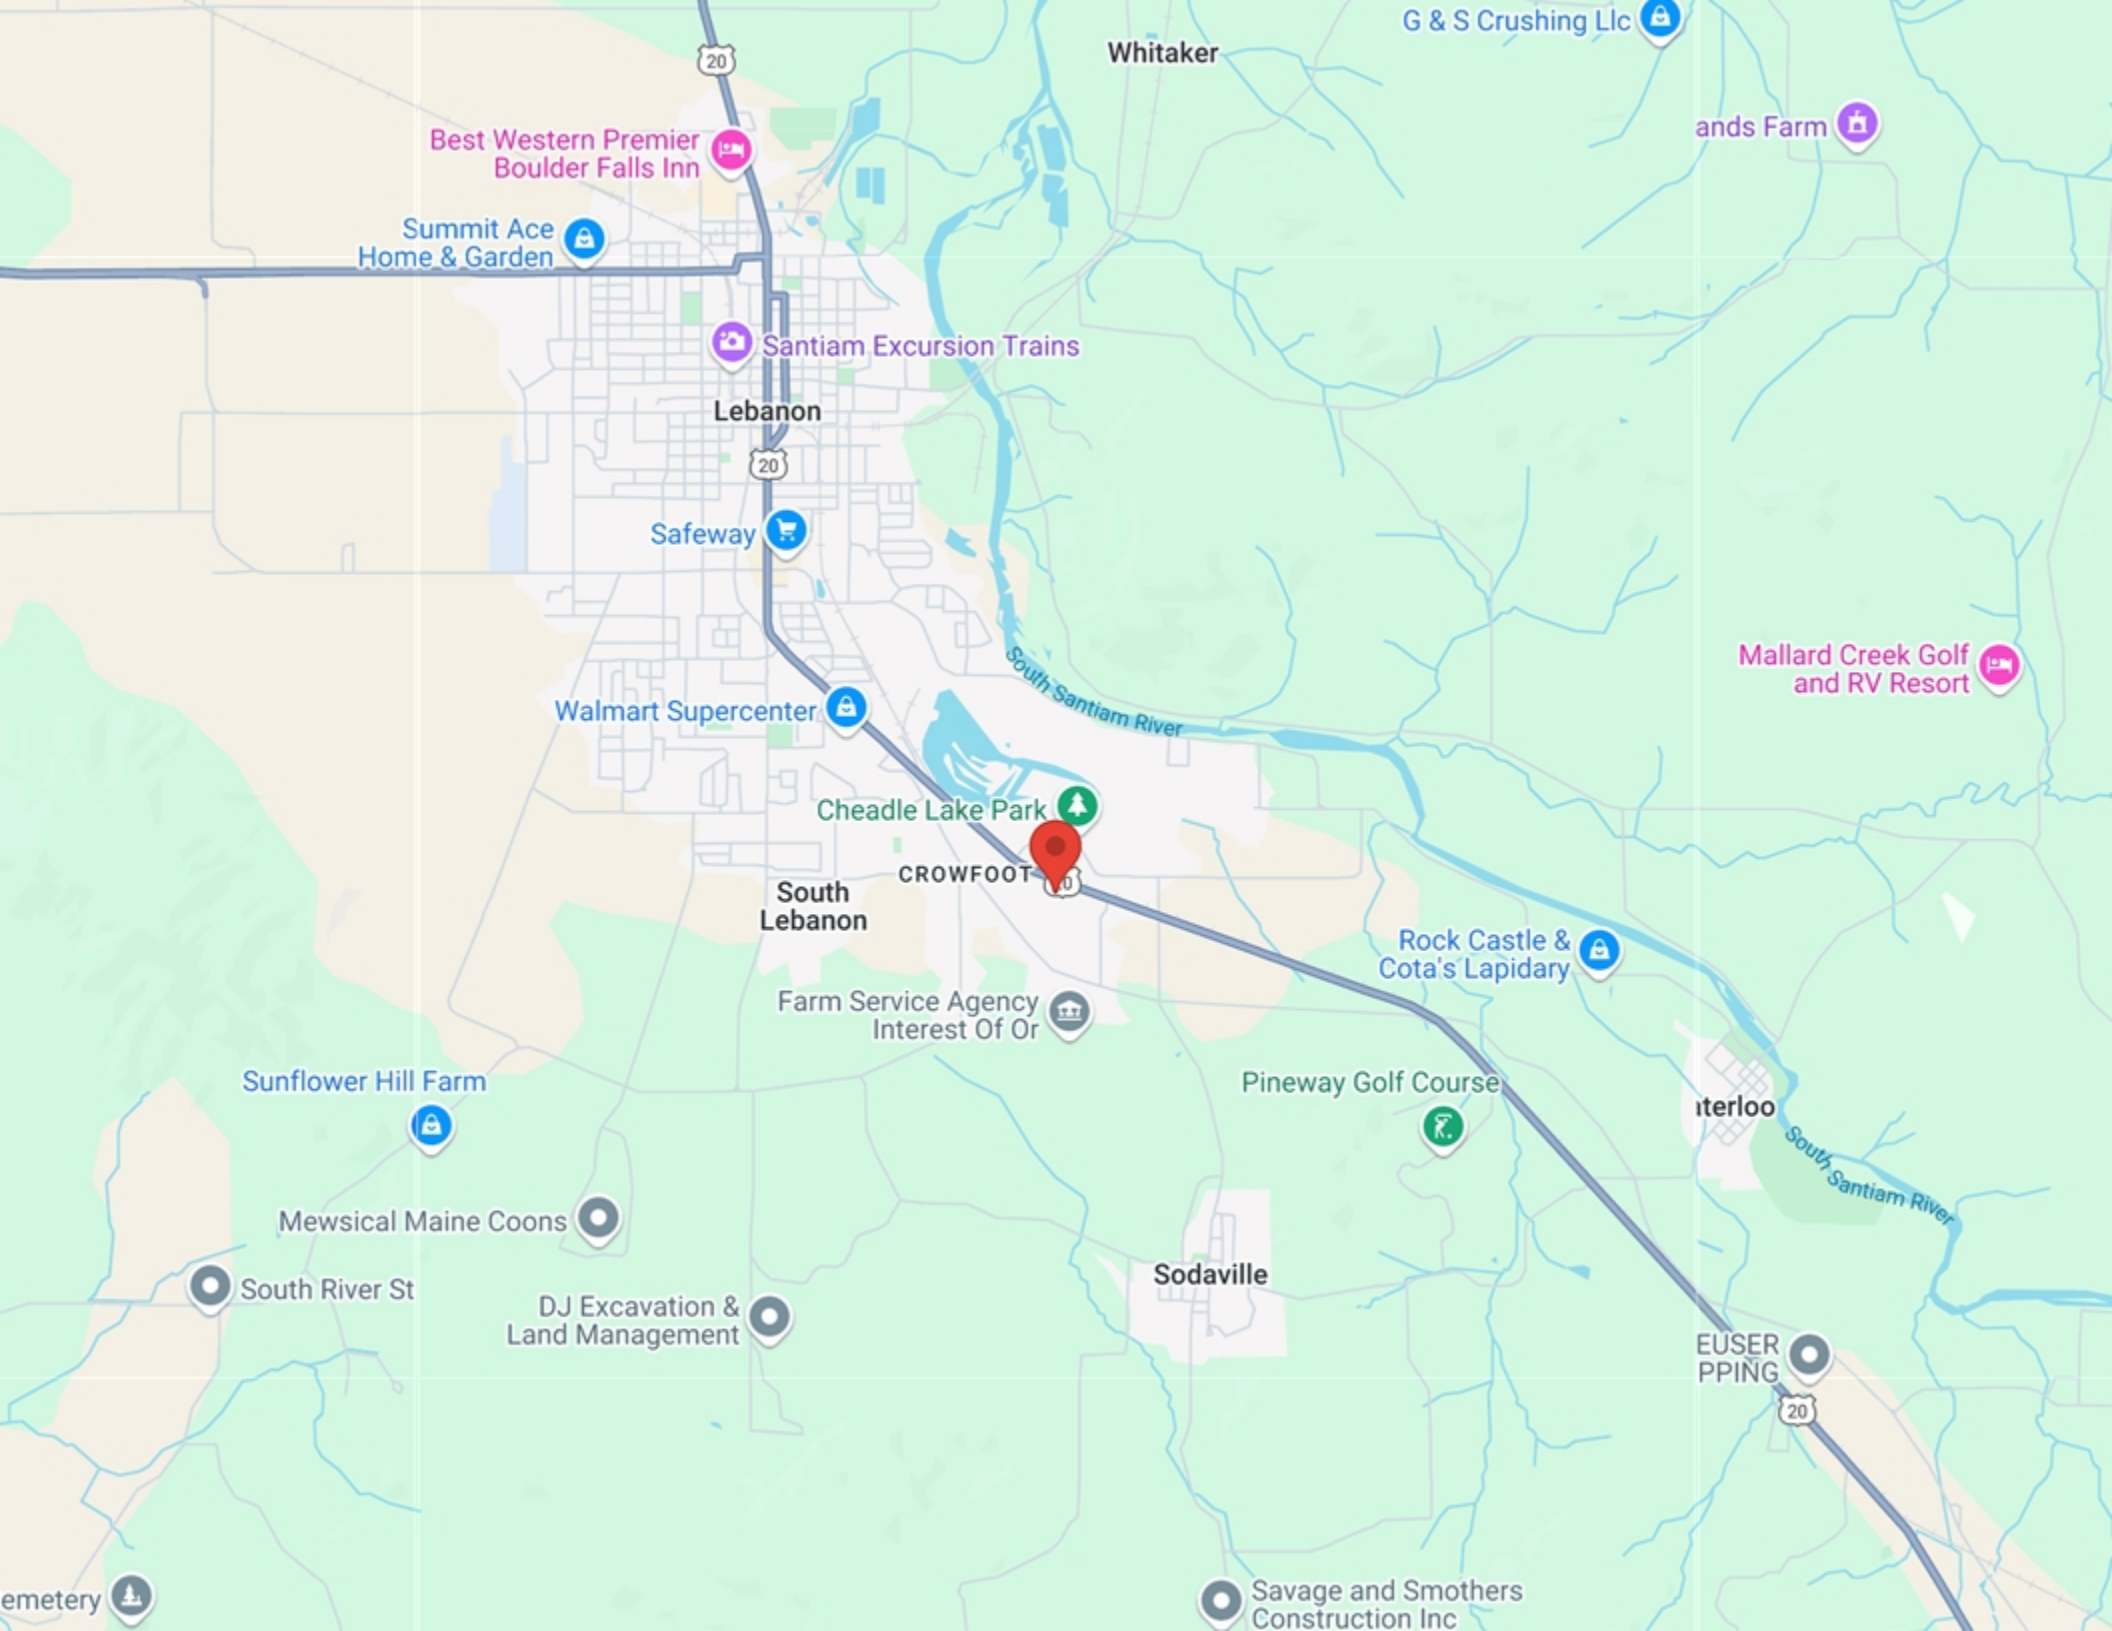 G & S Crushing Llc
Whitaker
20
ands Farm
Best Western Premier
Boulder Falls Inn
Summit Ace
Home & Garden
Santiam Excursion Trains
Lebanon
20
Safeway
South Santiam River
Mallard Creek Golf
and RV Resort
Walmart Supercenter
Cheadle Lake Park
CROWFOOT
South
Lebanon
Rock Castle &
Cota's Lapidary
Farm Service Agency
Interest Of Or
Sunflower Hill Farm
Pineway Golf Course
aterloo
South Santiam River
Mewsical Maine Coons
Sodaville
South River St
DJ Excavation &
Land Management
EUSER
PPING
20
Savage and Smothers
Construction Inc
emetery